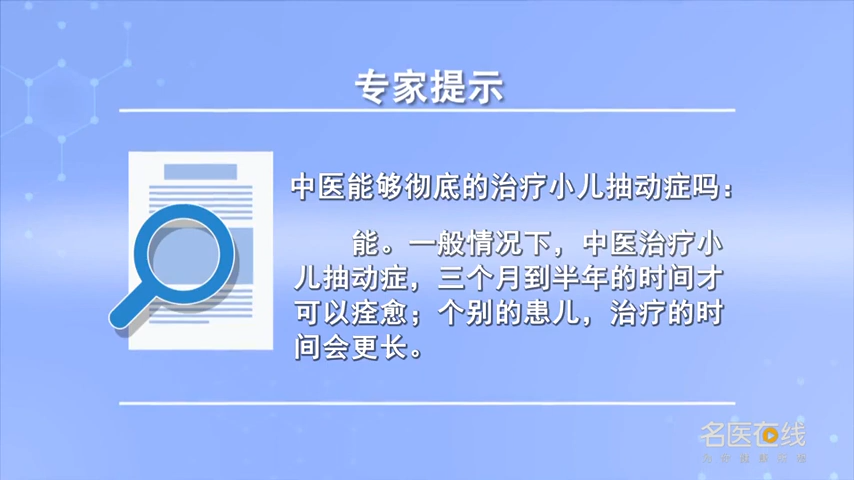 专家提示
中医能够彻底的治疗小儿抽动症吗：
能。一般情况下，中医治疗小
儿抽动症，三个月到半年的时间才
可以痊愈；个别的患儿，治疗的时
间会更长。
名医在线